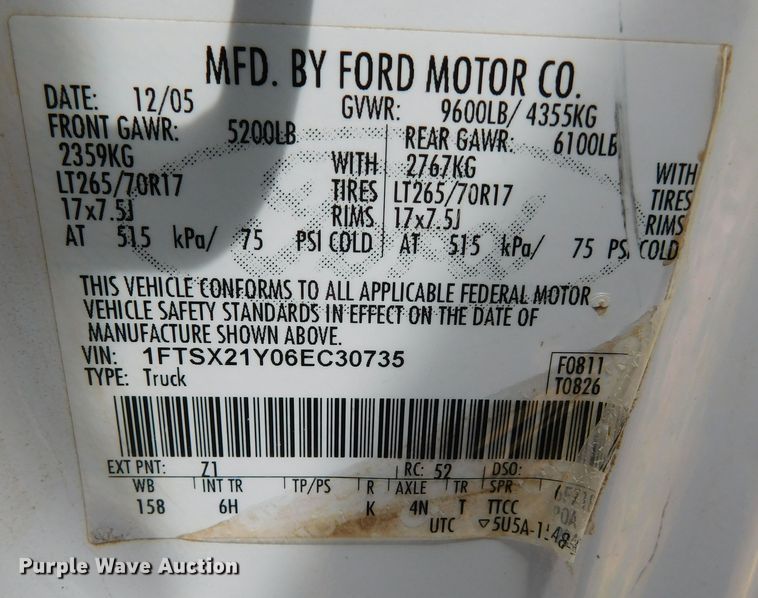 MFD. BY FORD MOTOR CO.
DATE: 12/05 GVWR: 9600LB/ 4355KG
FRONT GAWR: 5200LB REAR GAWR: 6100LB
2359KG WITH 2767KG WITH
LT265/70R17 TIRES LT265/70R17 TIRES
17x7.5J RIMS 17x7.5J RIMS
AT 515 kPa/ 75 PSI COLD AT 515 kPa/ 75 PSI COLD
THIS VEHICLE CONFORMS TO ALL APPLICABLE FEDERAL MOTOR
VEHICLE SAFETY STANDARDS IN EFFECT ON THE DATE OF
MANUFACTURE SHOWN ABOVE.
VIN: 1FTSX21Y06EC30735
TYPE: Truck
F0811
T0826
EXT PNT: Z1 RC: 52 DSO:
WB INT TR TP/PS R AXLE TR SPR
158 6H K 4N T TTCC
UTC
Purple Wave Auction